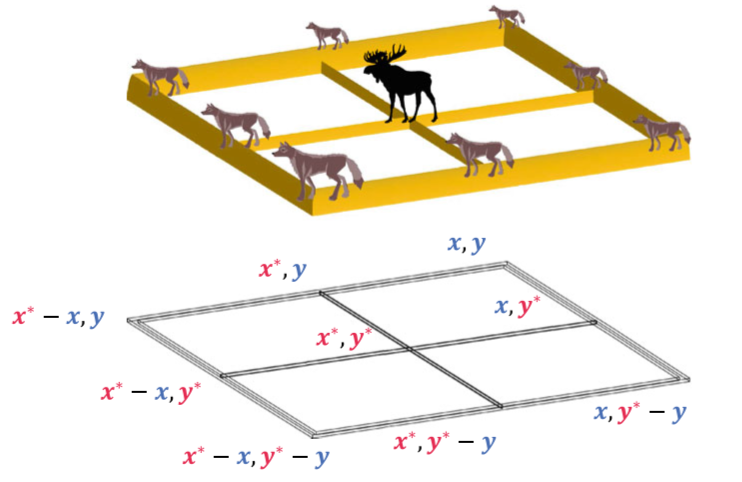 x, y
x*, y
x* − x, y
x, y*
x*, y*
x* − x, y*
x, y* − y
x*, y* − y
x* − x, y* − y